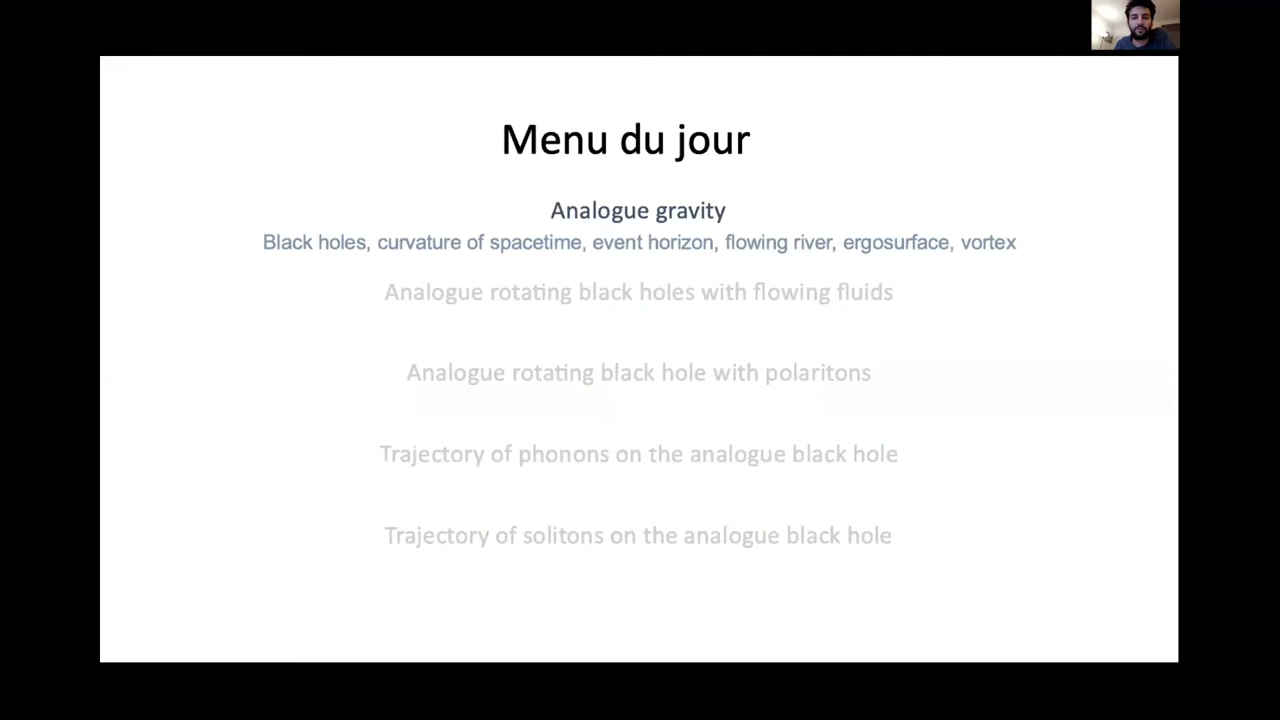 Menu du jour
Analogue gravity
Black holes, curvature of spacetime, event horizon, flowing river, ergosurface, vortex
Analogue rotating black holes with flowing fluids
Analogue rotating black hole with polaritons
Trajectory of phonons on the analogue black hole
Trajectory of solitons on the analogue black hole